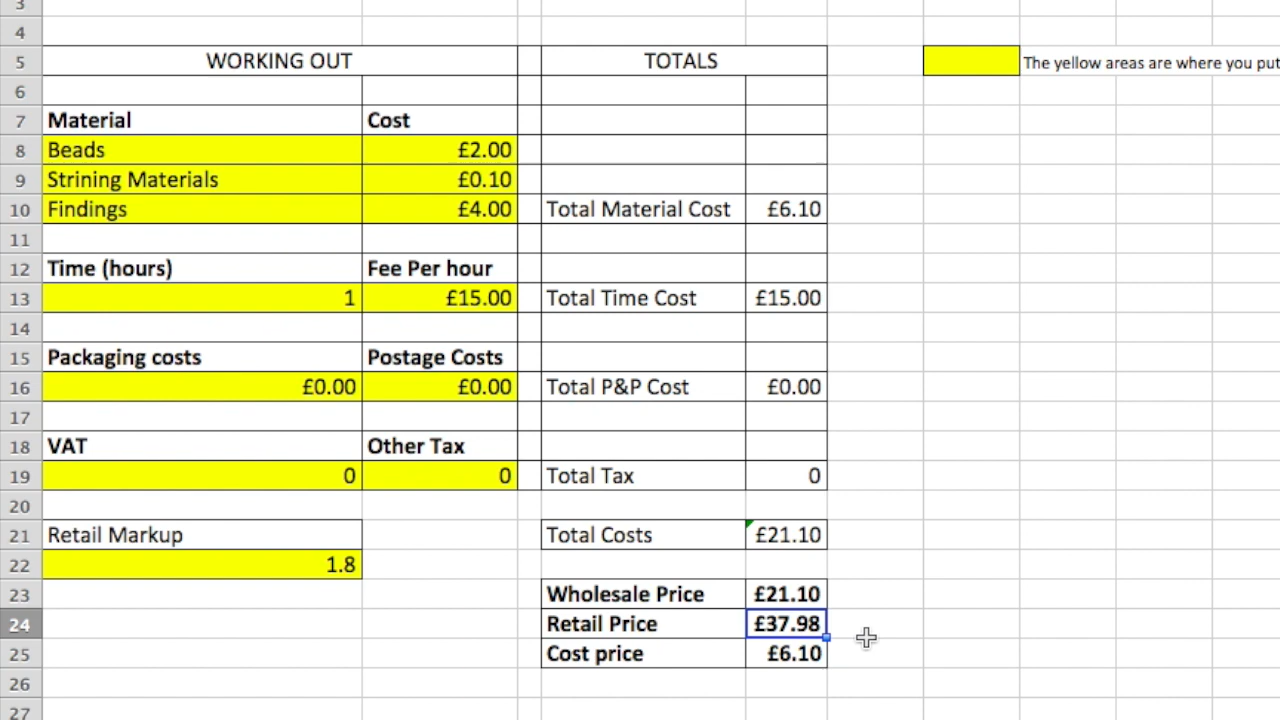 3
4
5 WORKING OUT TOTALS The yellow areas are where you put
6
7 Material Cost
8 Beads £2.00
9 Strining Materials £0.10
10 Findings £4.00 Total Material Cost £6.10
11
12 Time (hours) Fee Per hour
13 1 £15.00 Total Time Cost £15.00
14
15 Packaging costs Postage Costs
16 £0.00 £0.00 Total P&P Cost £0.00
17
18 VAT Other Tax
19 0 0 Total Tax 0
20
21 Retail Markup Total Costs £21.10
22 1.8
23 Wholesale Price £21.10
24 Retail Price £37.98
25 Cost price £6.10
26
27